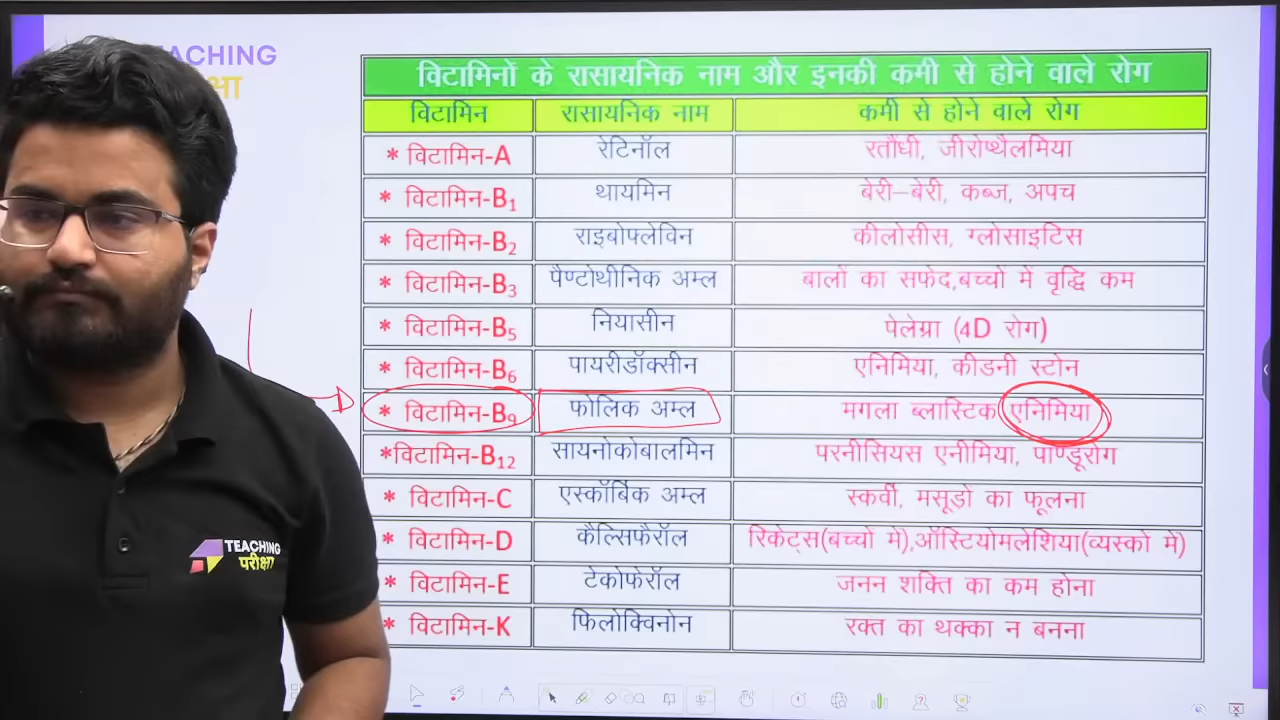 TEACHING
विटामिनों के रासायनिक नाम और इनकी कमी से होने वाले रोग
विटामिन रासायनिक नाम कमी से होने वाले रोग
* विटामिन-A रेटिनॉल रतौंधी, जीरोप्थैलमिया
* विटामिन-B₁ थायमिन बेरी-बेरी, कब्ज, अपच
* विटामिन-B₂ राइबोफ्लेविन कीलोसीस, ग्लोसाइटिस
* विटामिन-B₃ पैण्टोथीनिक अम्ल बालों का सफेद,बच्चों में वृद्धि कम
* विटामिन-B₅ नियासीन पेलेग्रा (4D रोग)
* विटामिन-B₆ पायरीडॉक्सीन एनिमिया, कीडनी स्टोन
* विटामिन-B₉ फोलिक अम्ल मगला ब्लास्टिक एनिमिया
*विटामिन-B₁₂ सायनोकोबालमिन परनीसियस एनीमिया, पाण्डूरोग
* विटामिन-C एस्कॉर्बिक अम्ल स्कर्वी, मसूड़ों का फूलना
* विटामिन-D कैल्सिफैरॉल रिकेट्स(बच्चो मे),ऑस्टियोमलेशिया(व्यस्को मे)
* विटामिन-E टेकोफेरॉल जनन शक्ति का कम होना
* विटामिन-K फिलोक्विनोन रक्त का थक्का न बनना
TEACHING
परीक्षा